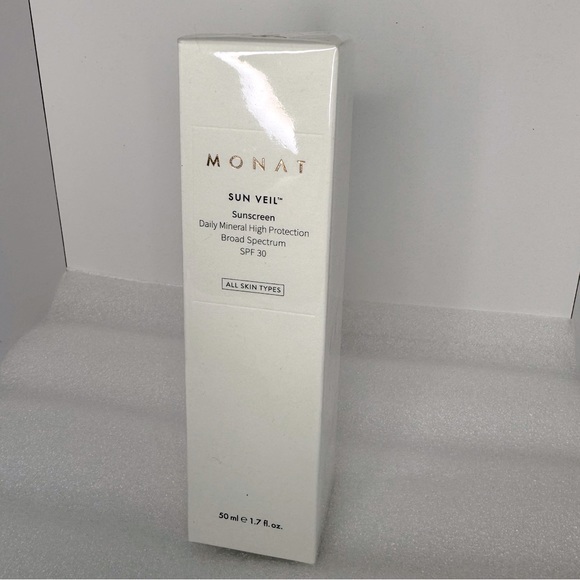 MONAT
SUN VEIL™
Sunscreen
Daily Mineral High Protection
Broad Spectrum
SPF 30
ALL SKIN TYPES
50 ml ℮ 1.7 fl. oz.